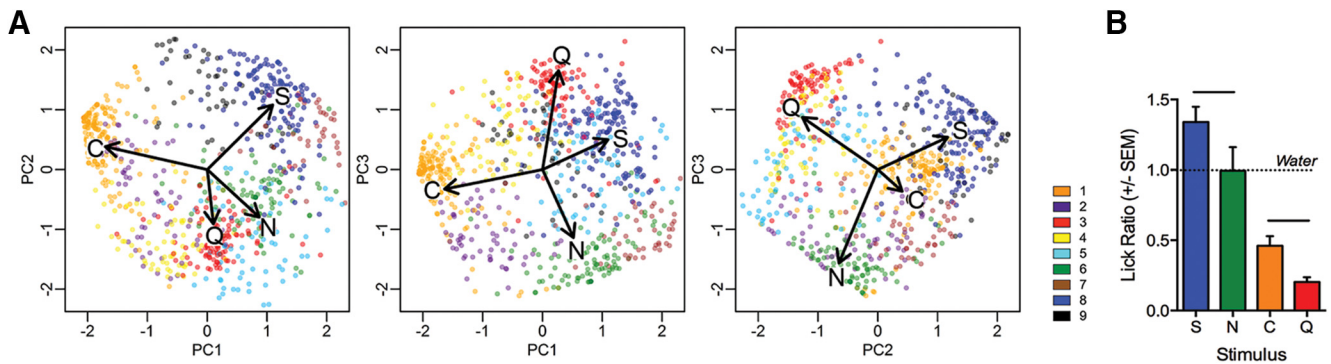 A
B
2
1
0
-1
-2
PC2
C
S
Q
N
-2 -1 0 1 2
PC1
2
1
0
-1
-2
PC3
Q
S
C
N
-2 -1 0 1 2
PC1
2
1
0
-1
-2
PC3
Q
S
C
N
-2 -1 0 1 2
PC2
1
2
3
4
5
6
7
8
9
Lick Ratio (+/- SEM)
1.5
1.0
0.5
0.0
Water
S N C Q
Stimulus